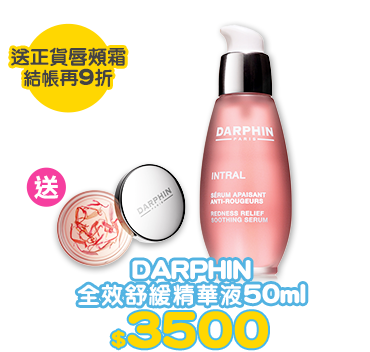 送正貨唇頰霜
結帳再9折
DARPHIN
PARIS
INTRAL
SÉRUM APAISANT
ANTI-ROUGEURS
REDNESS RELIEF
SOOTHING SERUM
送
DARPHIN
DARPHIN
全效舒緩精華液50ml
$3500